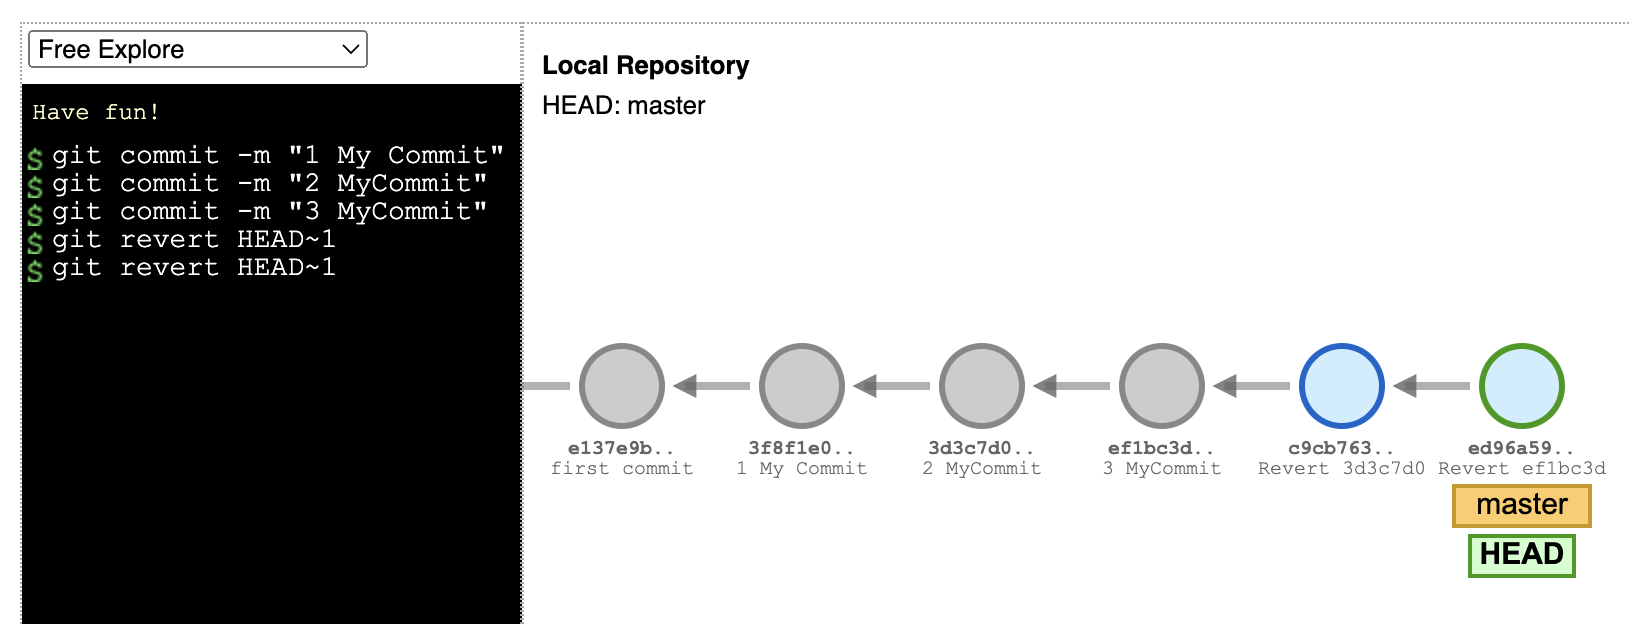 Free Explore
Have fun!
$ git commit -m "1 My Commit"
$ git commit -m "2 MyCommit"
$ git commit -m "3 MyCommit"
$ git revert HEAD~1
$ git revert HEAD~1
Local Repository
HEAD: master
e137e9b.. 3f8f1e0.. 3d3c7d0.. ef1bc3d.. c9cb763.. ed96a59..
first commit 1 My Commit 2 MyCommit 3 MyCommit Revert 3d3c7d0 Revert ef1bc3d
master
HEAD